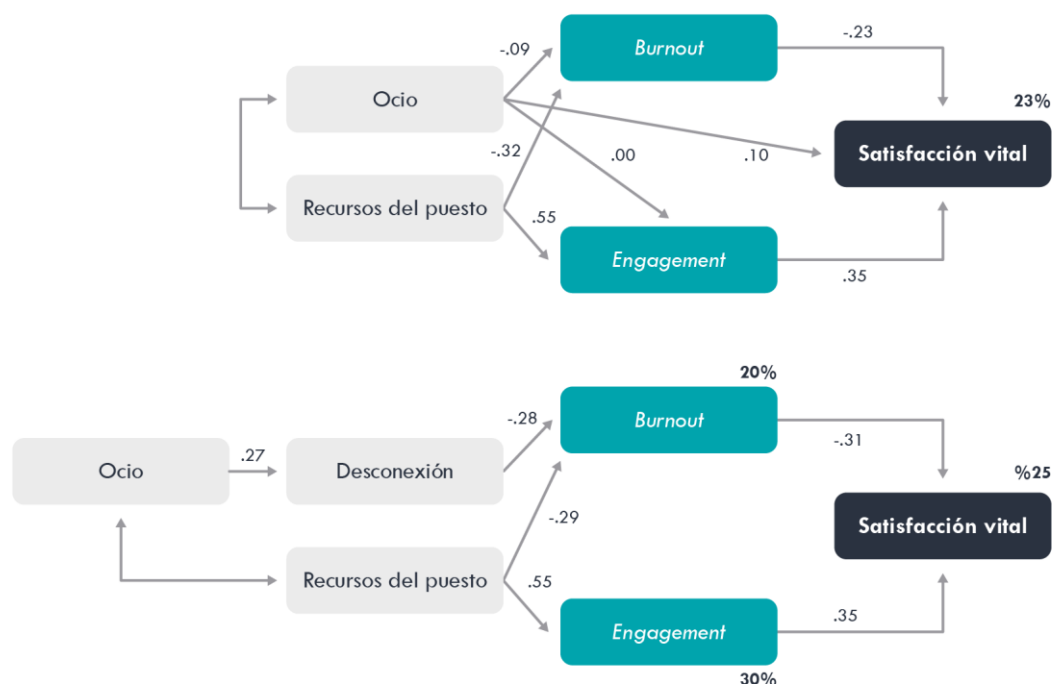 Burnout
-.23
-.09
Ocio
23%
Satisfacción vital
-.32
.00
.10
Recursos del puesto
.55
Engagement
.35
20%
Burnout
-.28
-.31
Ocio
.27
Desconexión
%25
Satisfacción vital
-.29
Recursos del puesto
.55
Engagement
.35
30%